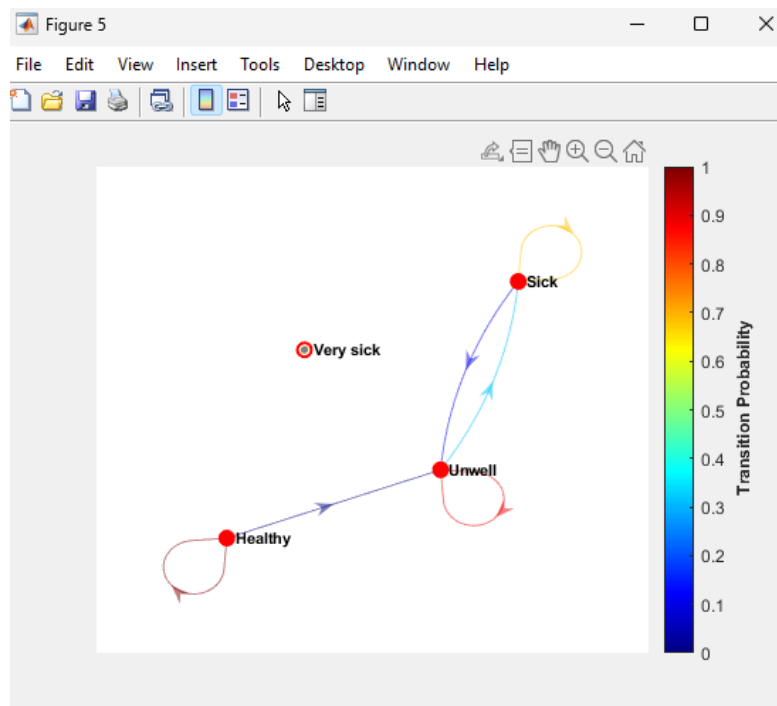 Figure 5
File Edit View Insert Tools Desktop Window Help
1
0.9
0.8
0.7
0.6
0.5
0.4
0.3
0.2
0.1
0
Transition Probability
Sick
Very sick
Unwell
Healthy